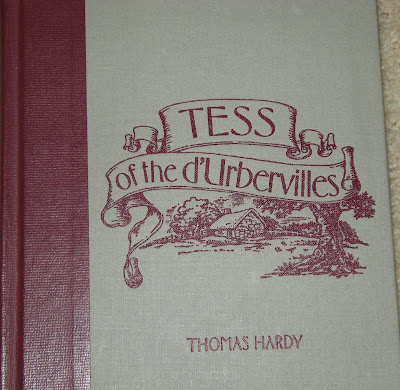 TESS
of the d'Urbervilles
THOMAS HARDY